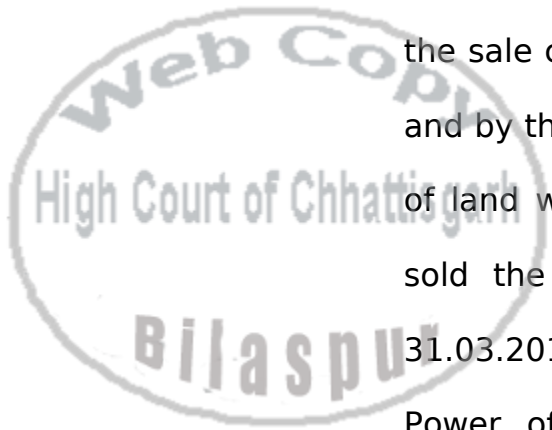 Web Copy
High Court of Chhattisgarh
Bilaspur
the sale
and by
of land
sold the
31.03.201
Power of